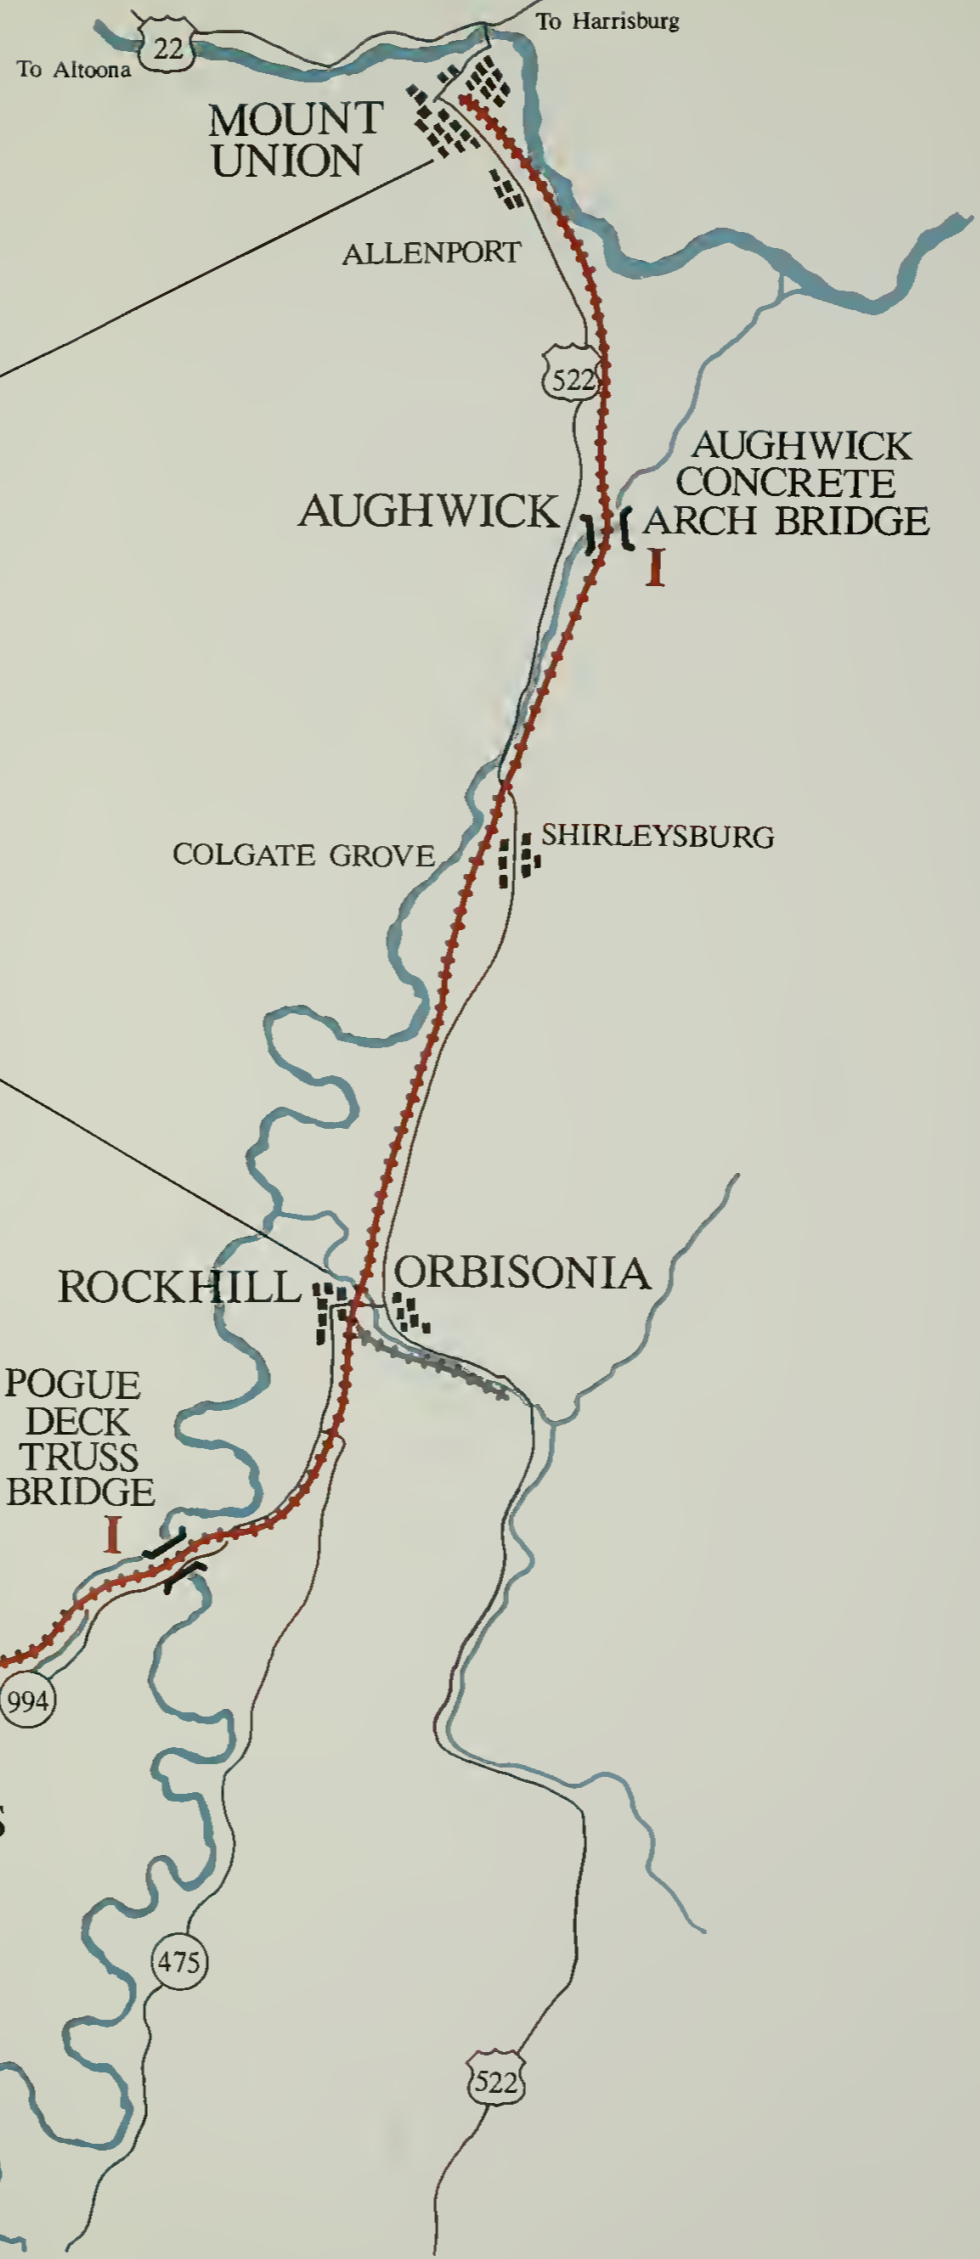 To Harrisburg
22
To Altoona
MOUNT
UNION
ALLENPORT
522
AUGHWICK
CONCRETE
ARCH BRIDGE
I
AUGHWICK
SHIRLEYSBURG
COLGATE GROVE
ORBISONIA
ROCKHILL
POGUE
DECK
TRUSS
BRIDGE
I
994
S
475
522